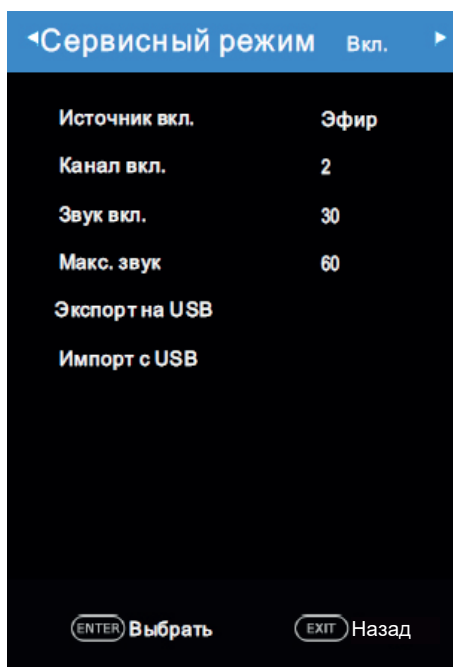 Сервисный режим Вкл.
Источник вкл. Эфир
Канал вкл. 2
Звук вкл. 30
Макс. звук 60
Экспорт на USB
Импорт с USB
ENTER Выбрать EXIT Назад